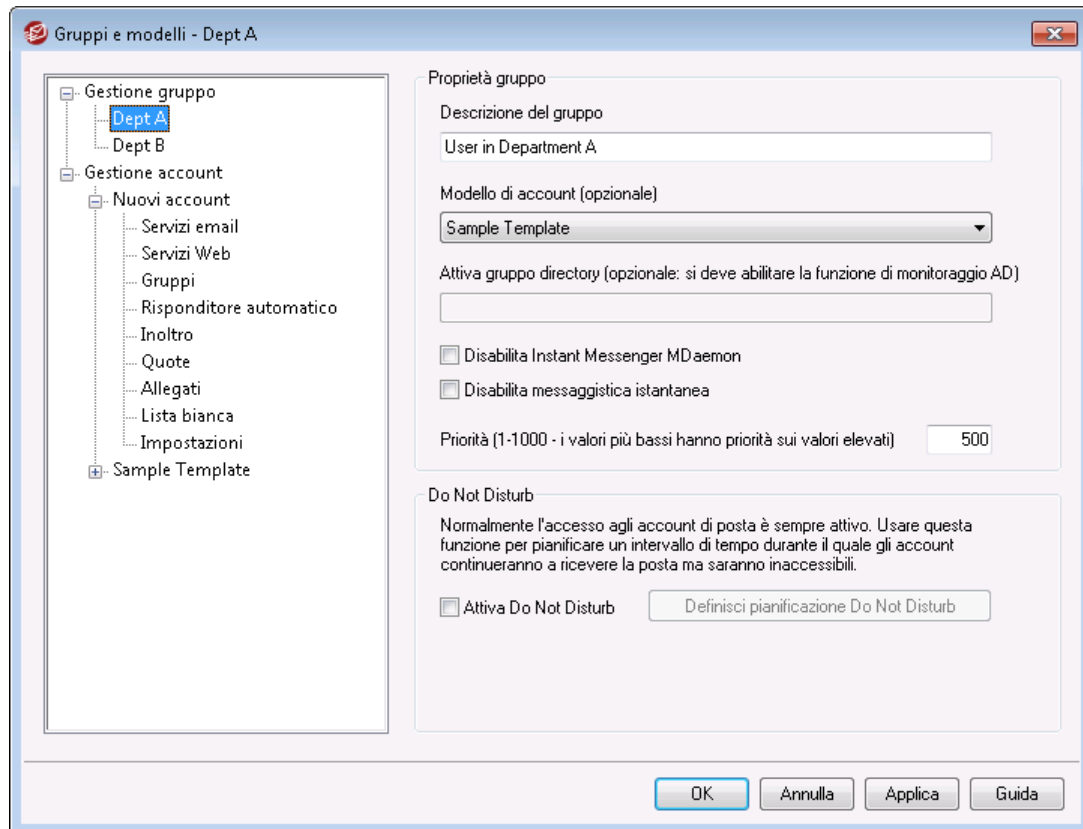 Gruppi e modelli - Dept A
Gestione gruppo
Dept A
Dept B
Gestione account
Nuovi account
Servizi email
Servizi Web
Gruppi
Risponditore automatico
Inoltro
Quote
Allegati
Lista bianca
Impostazioni
Sample Template
Proprietà gruppo
Descrizione del gruppo
User in Department A
Modello di account (opzionale)
Sample Template
Attiva gruppo directory (opzionale: si deve abilitare la funzione di monitoraggio AD)
Disabilita Instant Messenger MDaemon
Disabilita messaggistica istantanea
Priorità (1-1000 - i valori più bassi hanno priorità sui valori elevati) 500
Do Not Disturb
Normalmente l'accesso agli account di posta è sempre attivo. Usare questa
funzione per pianificare un intervallo di tempo durante il quale gli account
continueranno a ricevere la posta ma saranno inaccessibili.
Attiva Do Not Disturb Definisci pianificazione Do Not Disturb
OK Annulla Applica Guida